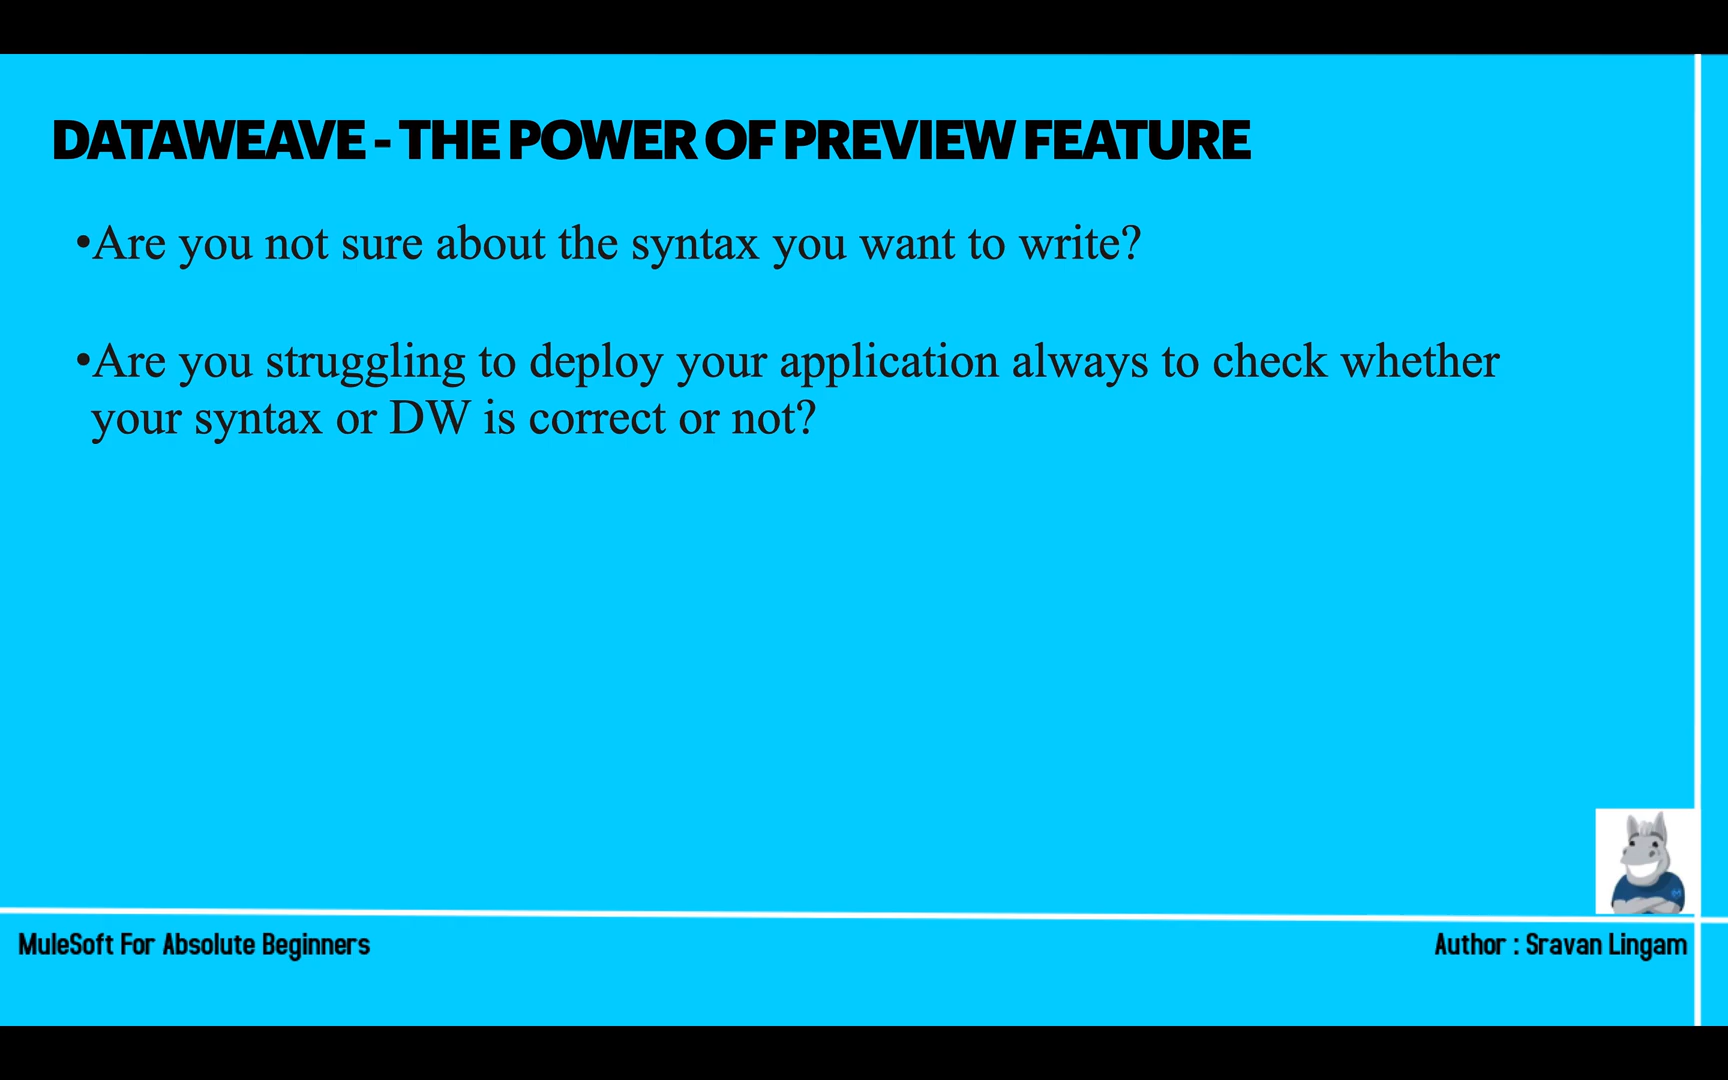 DATAWEAVE - THE POWER OF PREVIEW FEATURE
•Are you not sure about the syntax you want to write?
•Are you struggling to deploy your application always to check whether
your syntax or DW is correct or not?
MuleSoft For Absolute Beginners
Author : Sravan Lingam